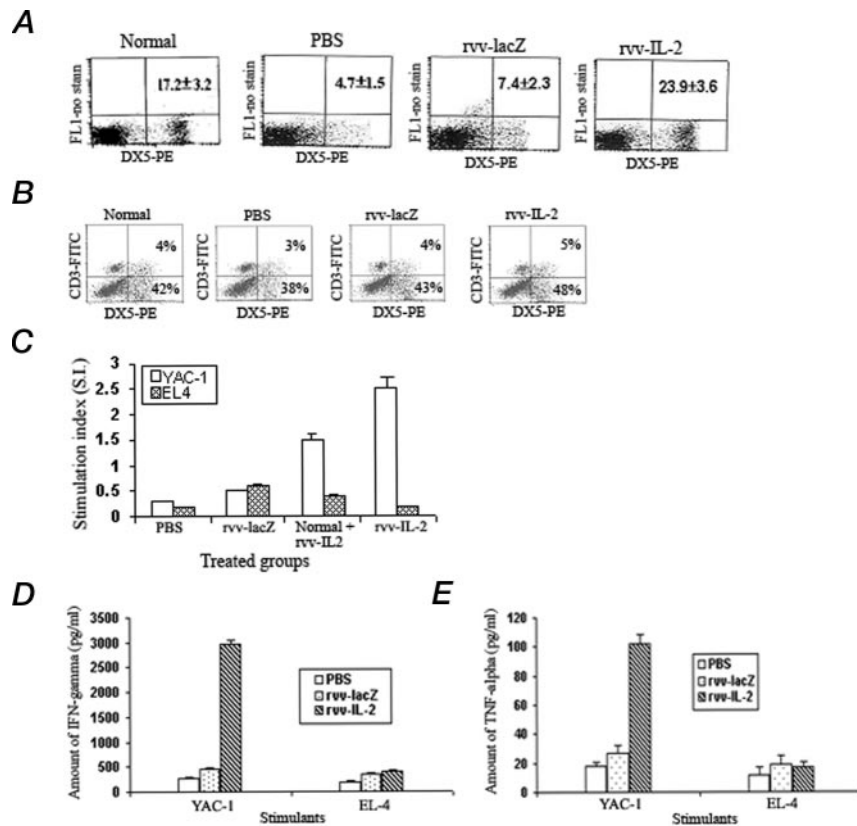 A
Normal
PBS
rvv-lacZ
rvv-IL-2
FL1-no stain
17.2±3.2
DX5-PE
FL1-no stain
4.7±1.5
DX5-PE
FL1-no stain
7.4±2.3
DX5-PE
FL1-no stain
23.9±3.6
DX5-PE
B
Normal
PBS
rvv-lacZ
rvv-IL-2
CD3-FITC
4%
42%
DX5-PE
CD3-FITC
3%
38%
DX5-PE
CD3-FITC
4%
43%
DX5-PE
CD3-FITC
5%
48%
DX5-PE
C
Stimulation index (S.I.)
3
2.5
2
1.5
1
0.5
0
YAC-1
EL4
PBS
rvv-lacZ
Normal +
rvv-IL2
rvv-IL-2
Treated groups
D
Amount of IFN-gamma (pg/ml)
3500
3000
2500
2000
1500
1000
500
0
PBS
rvv-lacZ
rvv-IL-2
YAC-1
EL-4
Stimulants
E
Amount of TNF-alpha (pg/ml)
120
100
80
60
40
20
0
PBS
rvv-lacZ
rvv-IL-2
YAC-1
EL-4
Stimulants